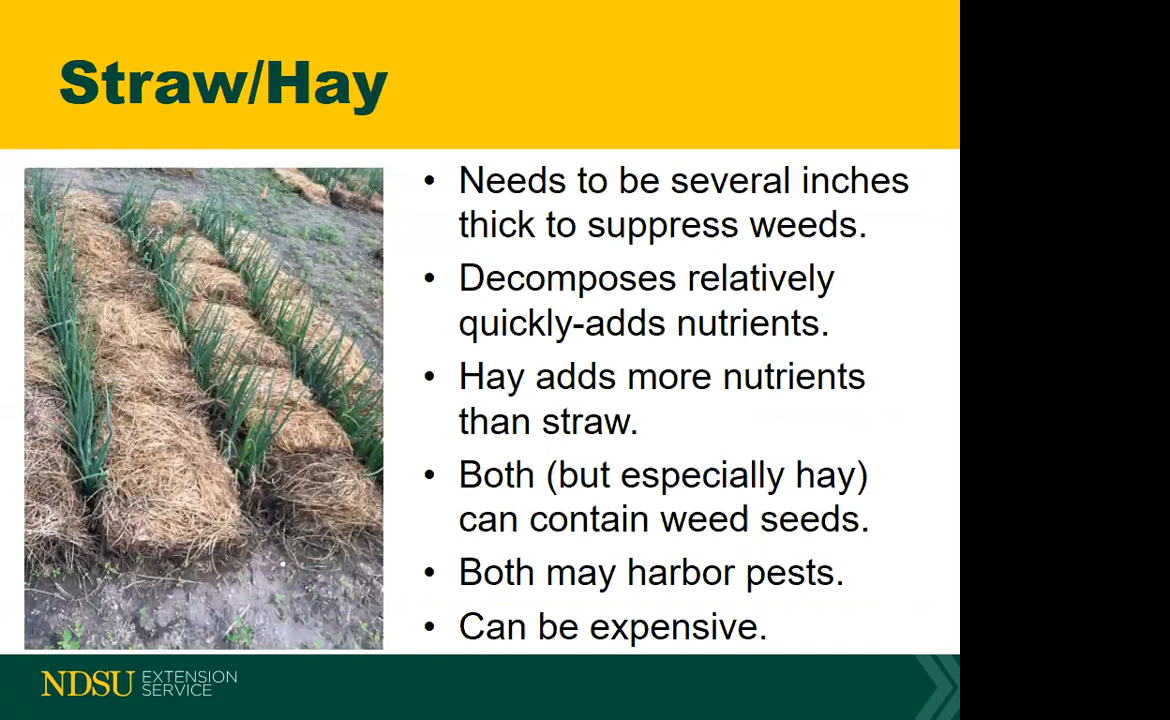 Straw/Hay
• Needs to be several inches
thick to suppress weeds.
• Decomposes relatively
quickly-adds nutrients.
• Hay adds more nutrients
than straw.
• Both (but especially hay)
can contain weed seeds.
• Both may harbor pests.
• Can be expensive.
NDSU EXTENSION
SERVICE